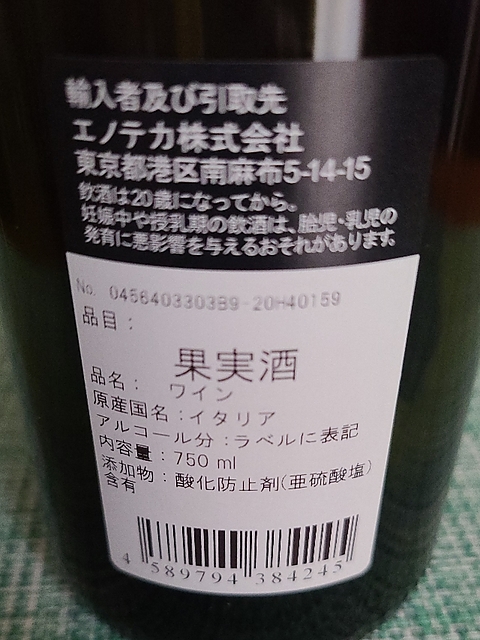 輸入者及び引取先
エノテカ株式会社
東京都港区南麻布5-14-15
飲酒は20歳になってから。
妊娠中や授乳期の飲酒は、胎児・乳児の
発育に悪影響を与えるおそれがあります。
No. 0456403303B9-20H40159
品目：
果実酒
品名： ワイン
原産国名：イタリア
アルコール分：ラベルに表記
内容量：750 ml
添加物：酸化防止剤(亜硫酸塩)
含有
4 589794 384245